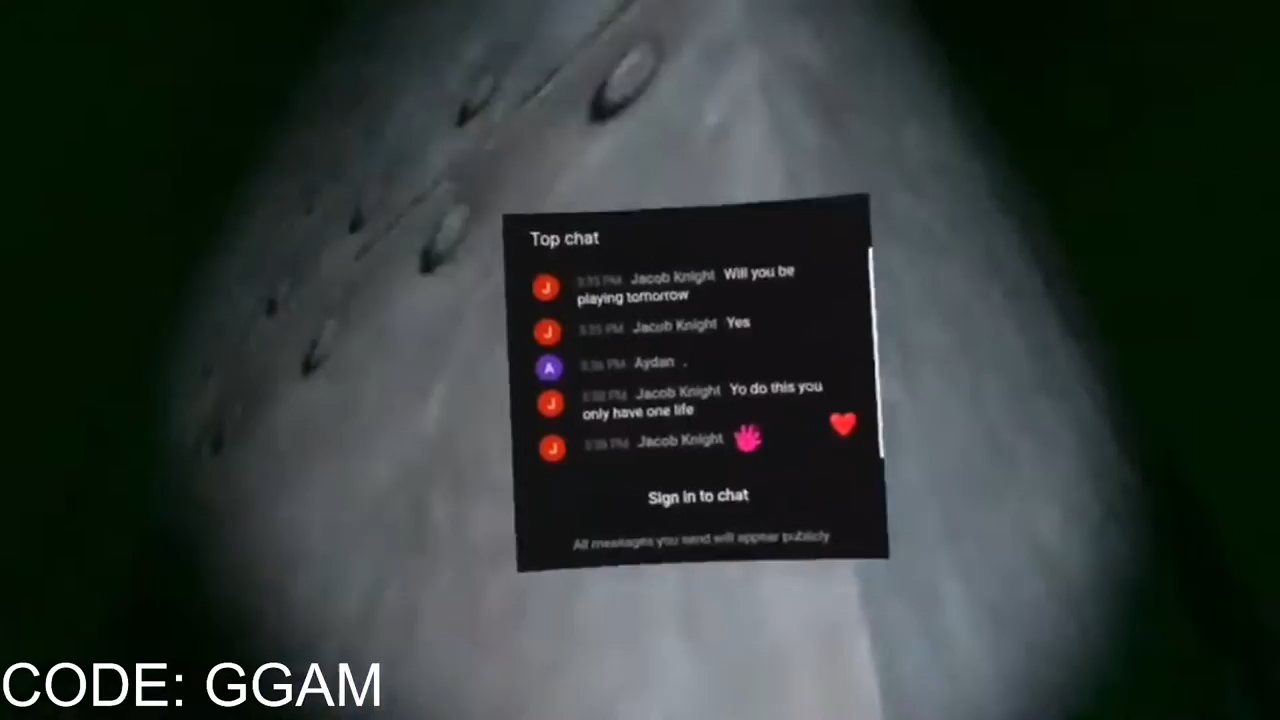 Top chat
Jacob Knight Will you be
playing tomorrow
Jacob Knight Yes
Aydan .
Jacob Knight Yo do this you
only have one life
Jacob Knight
Sign in to chat
All messages you send will appear publicly
CODE: GGAM
J
J
A
J
J